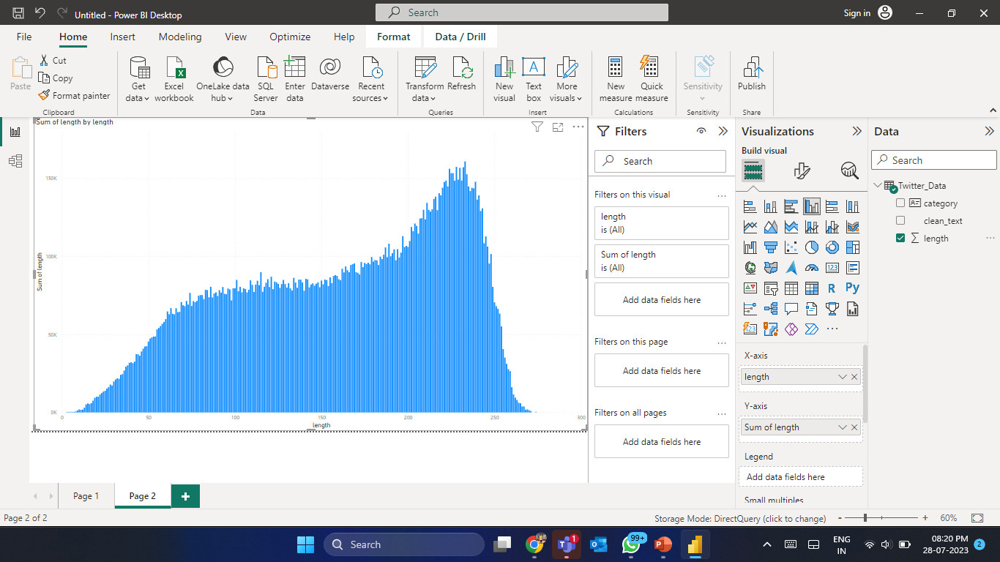 Untitled - Power BI Desktop
Search
Sign in
File
Home
Insert
Modeling
View
Optimize
Help
Format
Data / Drill
Paste
Cut
Copy
Format painter
Clipboard
Get data
Excel workbook
OneLake data hub
SQL Server
Enter data
Dataverse
Recent sources
Data
Transform data
Refresh
Queries
New visual
Text box
More visuals
Insert
New measure
Quick measure
Calculations
Sensitivity
Sensitivity
Publish
Share
Sum of length by length
150K
100K
50K
0K
Sum of length
0 50 100 150 200 250 300
length
Filters
Search
Filters on this visual
length
is (All)
Sum of length
is (All)
Add data fields here
Filters on this page
Add data fields here
Filters on all pages
Add data fields here
Visualizations
Build visual
123
R
Py
123
X-axis
length
Y-axis
Sum of length
Legend
Add data fields here
Small multiples
Data
Search
Twitter_Data
category
clean_text
length
Page 1
Page 2
Page 2 of 2
Storage Mode: DirectQuery (click to change)
60%
Search
1
99+
ENG
IN
08:20 PM
28-07-2023
2